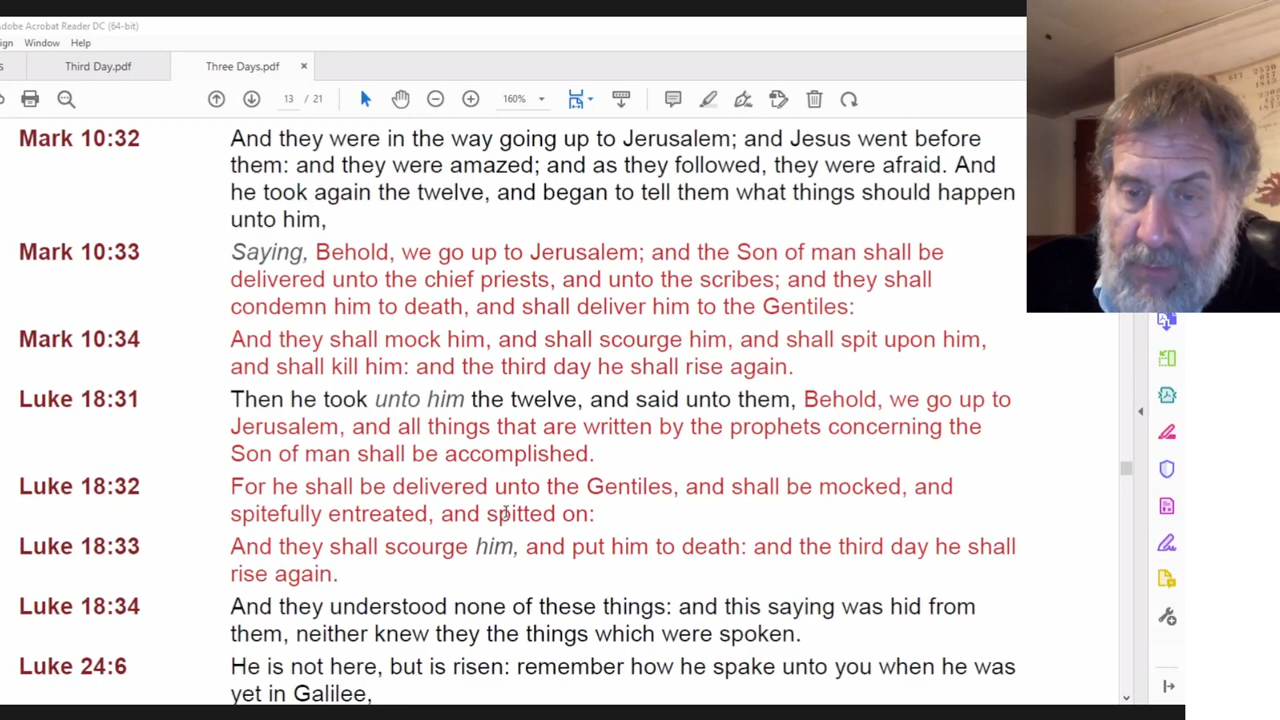 dobe Acrobat Reader DC (64-bit)
ign Window Help
s Third Day.pdf Three Days.pdf ×
13 / 21 160%
Mark 10:32 And they were in the way going up to Jerusalem; and Jesus went before
them: and they were amazed; and as they followed, they were afraid. And
he took again the twelve, and began to tell them what things should happen
unto him,
Mark 10:33 Saying, Behold, we go up to Jerusalem; and the Son of man shall be
delivered unto the chief priests, and unto the scribes; and they shall
condemn him to death, and shall deliver him to the Gentiles:
Mark 10:34 And they shall mock him, and shall scourge him, and shall spit upon him,
and shall kill him: and the third day he shall rise again.
Luke 18:31 Then he took unto him the twelve, and said unto them, Behold, we go up to
Jerusalem, and all things that are written by the prophets concerning the
Son of man shall be accomplished.
Luke 18:32 For he shall be delivered unto the Gentiles, and shall be mocked, and
spitefully entreated, and spitted on:
Luke 18:33 And they shall scourge him, and put him to death: and the third day he shall
rise again.
Luke 18:34 And they understood none of these things: and this saying was hid from
them, neither knew they the things which were spoken.
Luke 24:6 He is not here, but is risen: remember how he spake unto you when he was
yet in Galilee,